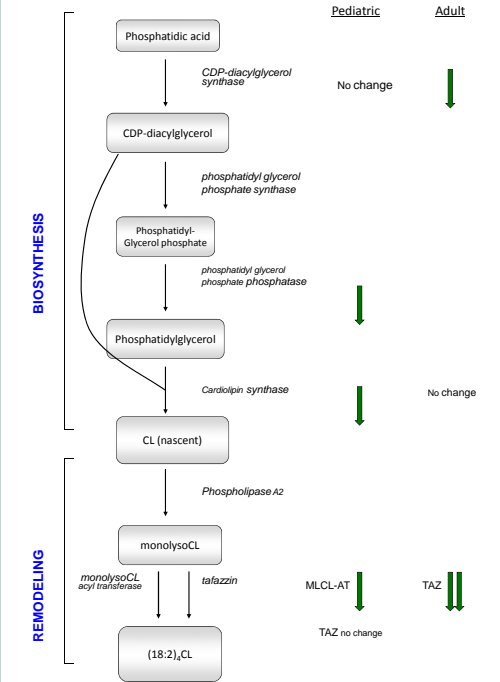 Pediatric
Adult
Phosphatidic acid
CDP-diacylglycerol
synthase
No change
CDP-diacylglycerol
phosphatidyl glycerol
phosphate synthase
BIOSYNTHESIS
Phosphatidyl-
Glycerol phosphate
phosphatidyl glycerol
phosphate phosphatase
Phosphatidylglycerol
Cardiolipin synthase
No change
CL (nascent)
Phospholipase A2
REMODELING
monolysoCL
monolysoCL
acyl transferase
tafazzin
MLCL-AT
TAZ
TAZ no change
(18:2)₄CL